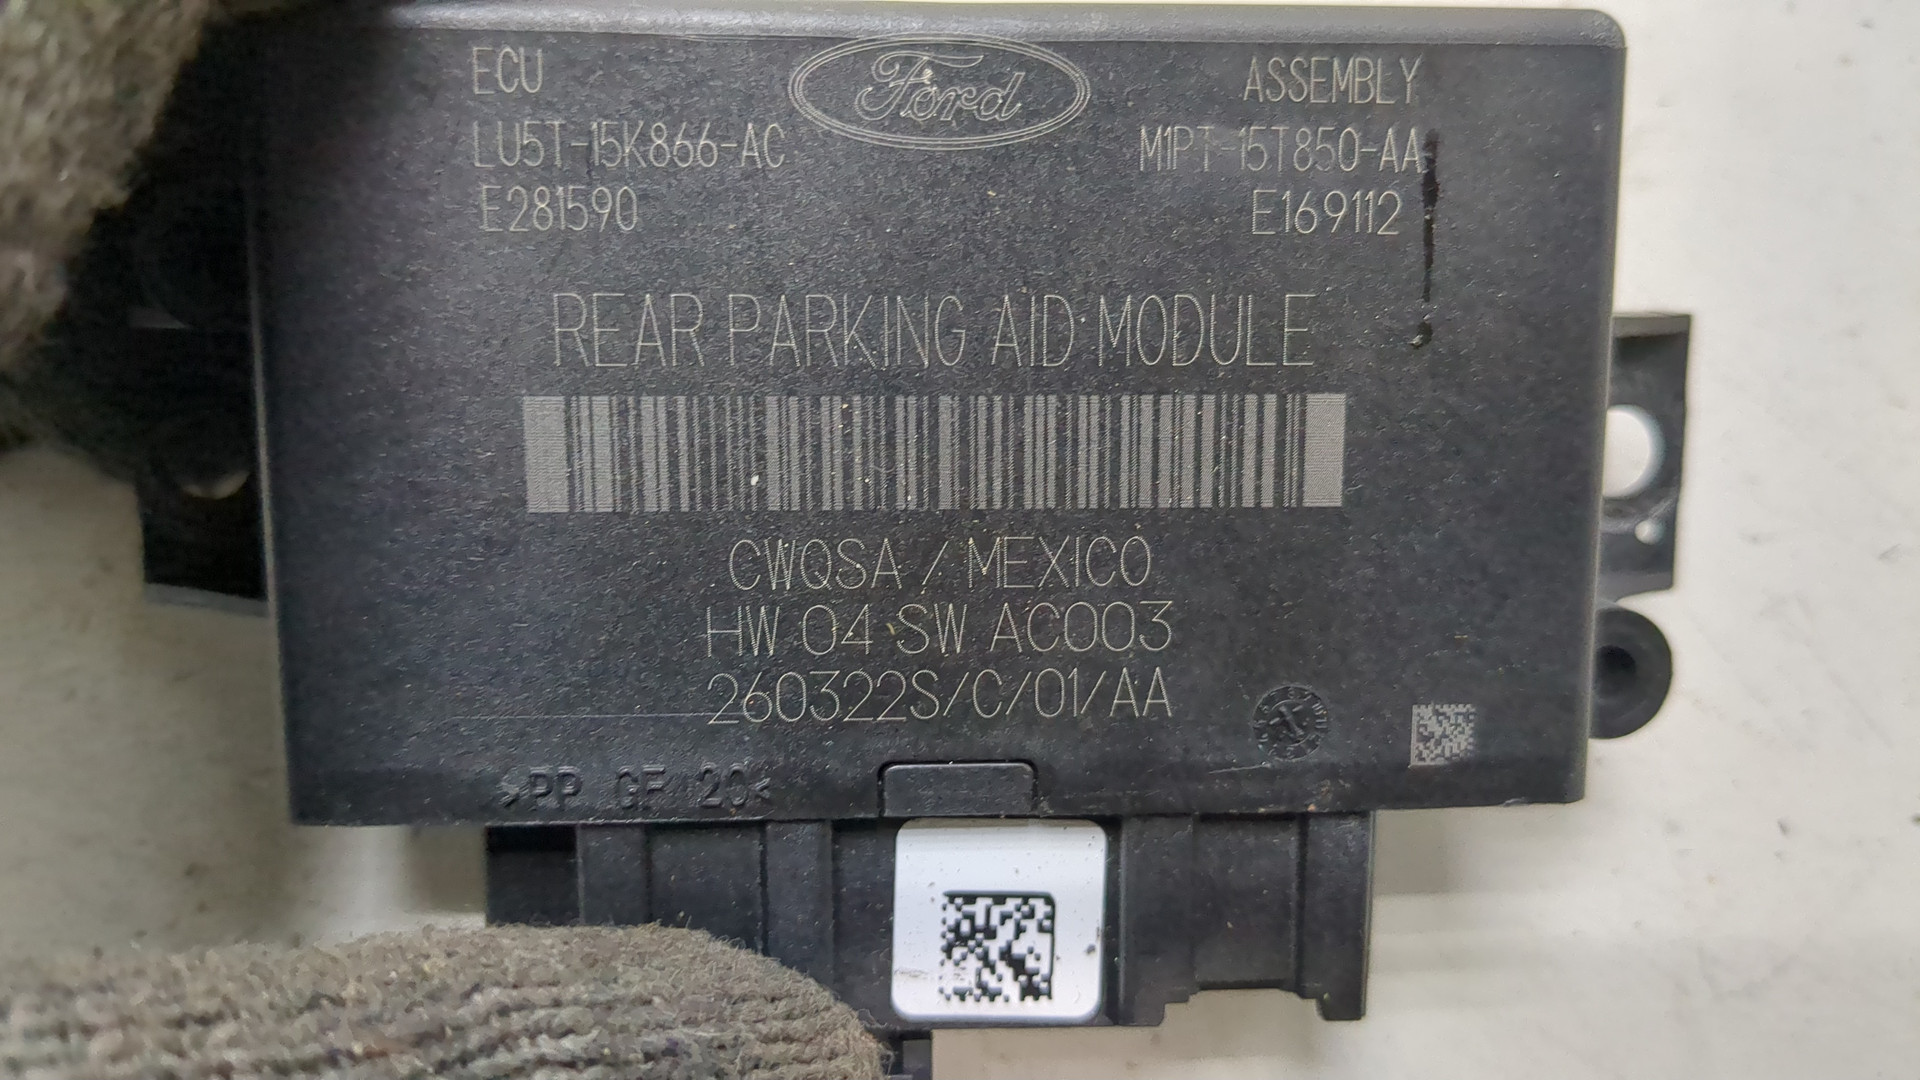 ECU
Ford
ASSEMBLY
LU5T-15K866-AC
M1PT-15T850-AA
E281590
E169112
REAR PARKING AID MODULE
CWQSA / MEXICO
HW 04 SW AC003
260322S/C/01/AA
>PP GF 20<